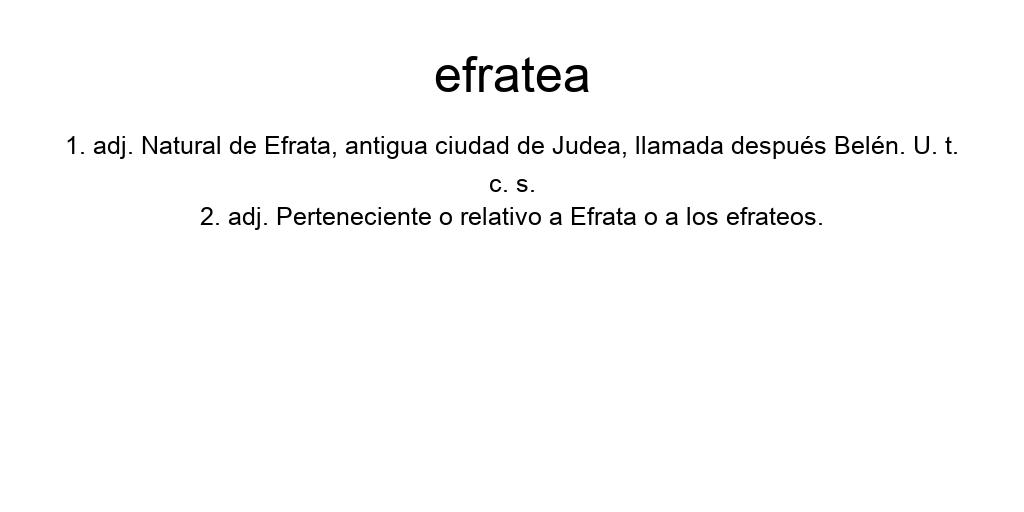 efratea
1. adj. Natural de Efrata, antigua ciudad de Judea, llamada después Belén. U. t.
c. s.
2. adj. Perteneciente o relativo a Efrata o a los efrateos.